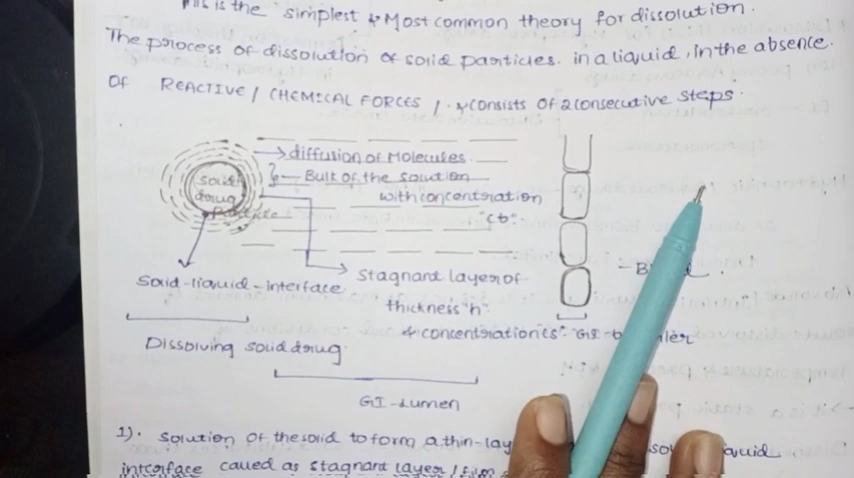 This is the simplest & Most common theory for dissolution.
The process of dissolution of solid particles. in a liquid, in the absence.
Of REACTIVE / CHEMICAL FORCES /. & consists Of 2 consecutive steps.
→ diffusion of Molecules.
Solid drug Particle
Bulk of the solution
with concentration
"Cb".
Solid-liquid-interface
Stagnant layer of
thickness "h".
& concentration "Cs".
GI-
Dissolving solid drug
GI-Lumen
1). Solution of the solid to form a thin-
interface called as Stagnant layer / film